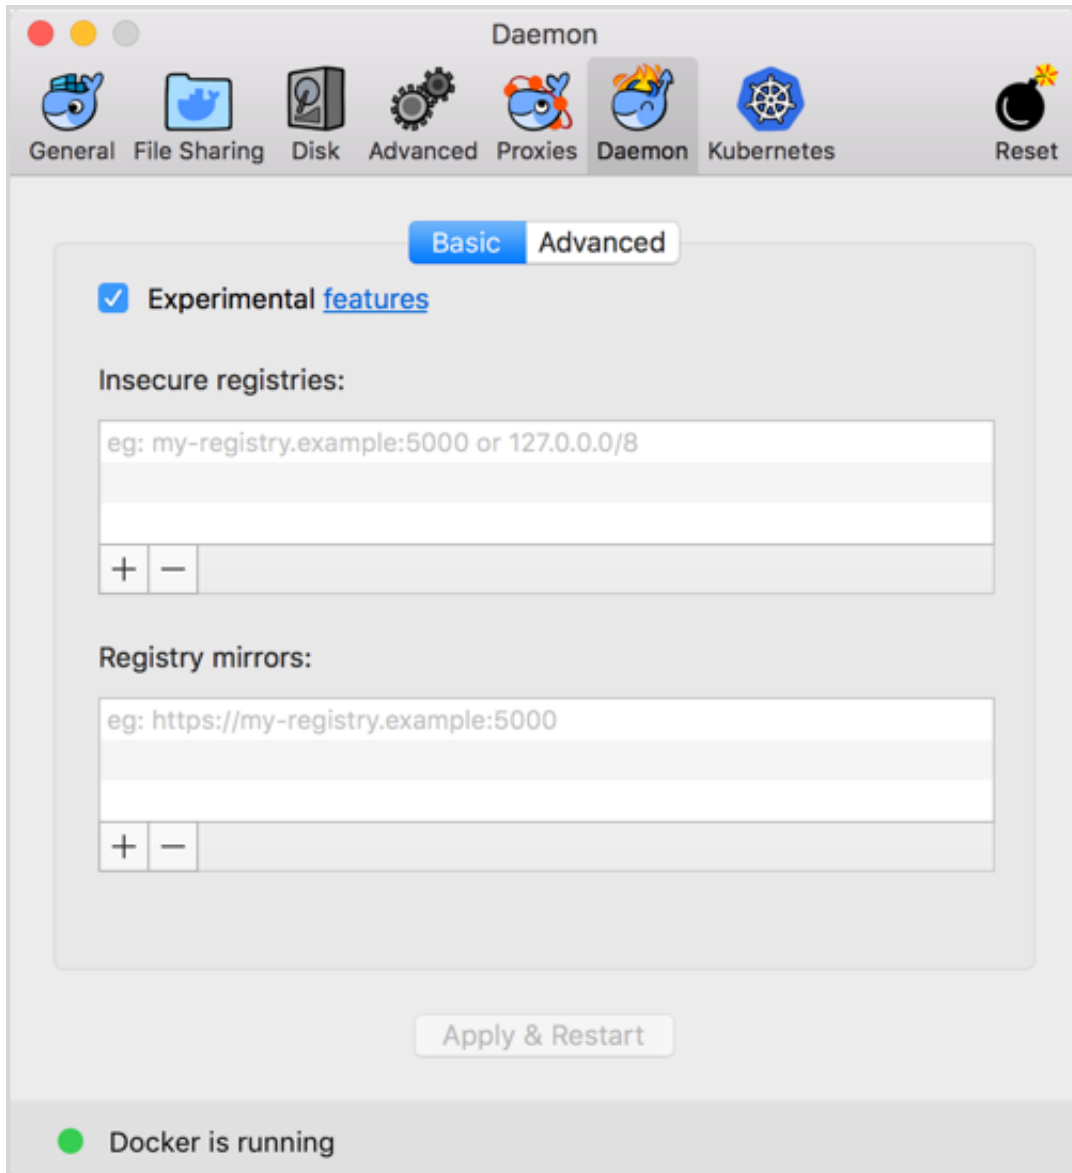 Daemon
General File Sharing Disk Advanced Proxies Daemon Kubernetes Reset
Basic Advanced
Experimental features
Insecure registries:
eg: my-registry.example:5000 or 127.0.0.0/8
+ −
Registry mirrors:
eg: https://my-registry.example:5000
+ −
Apply & Restart
Docker is running